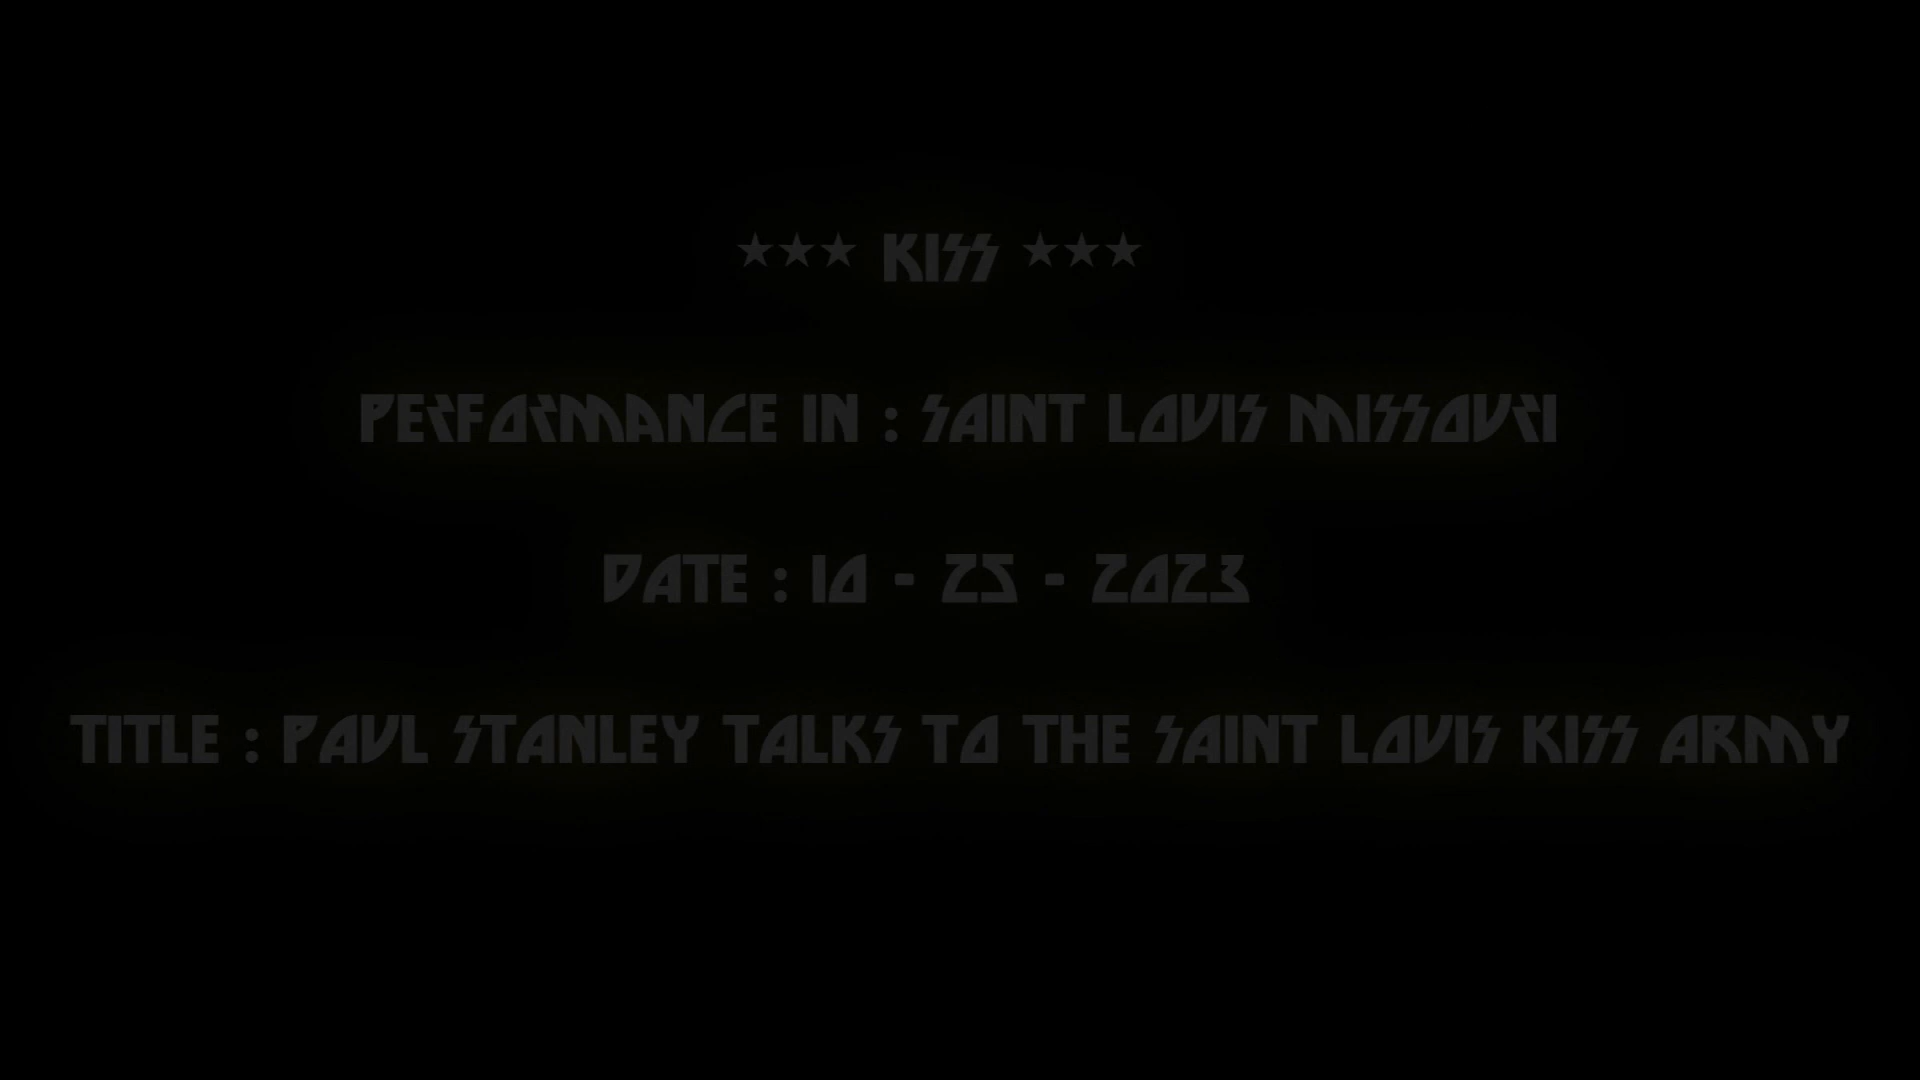 ★★★ KISS ★★★
PERFORMANCE IN : SAINT LOUIS MISSOURI
DATE : 10 - 25 - 2023
TITLE : PAUL STANLEY TALKS TO THE SAINT LOUIS KISS ARMY